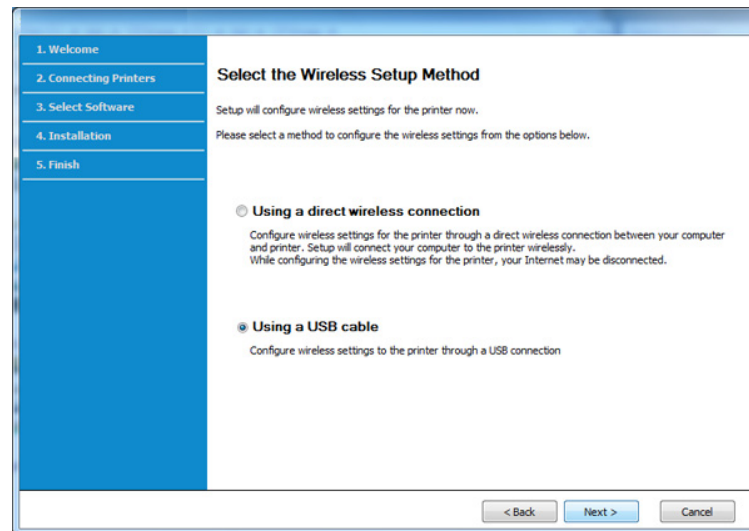 1. Welcome
2. Connecting Printers
3. Select Software
4. Installation
5. Finish
Select the Wireless Setup Method
Setup will configure wireless settings for the printer now.
Please select a method to configure the wireless settings from the options below.
Using a direct wireless connection
Configure wireless settings for the printer through a direct wireless connection between your computer
and printer. Setup will connect your computer to the printer wirelessly.
While configuring the wireless settings for the printer, your Internet may be disconnected.
Using a USB cable
Configure wireless settings to the printer through a USB connection
< Back
Next >
Cancel